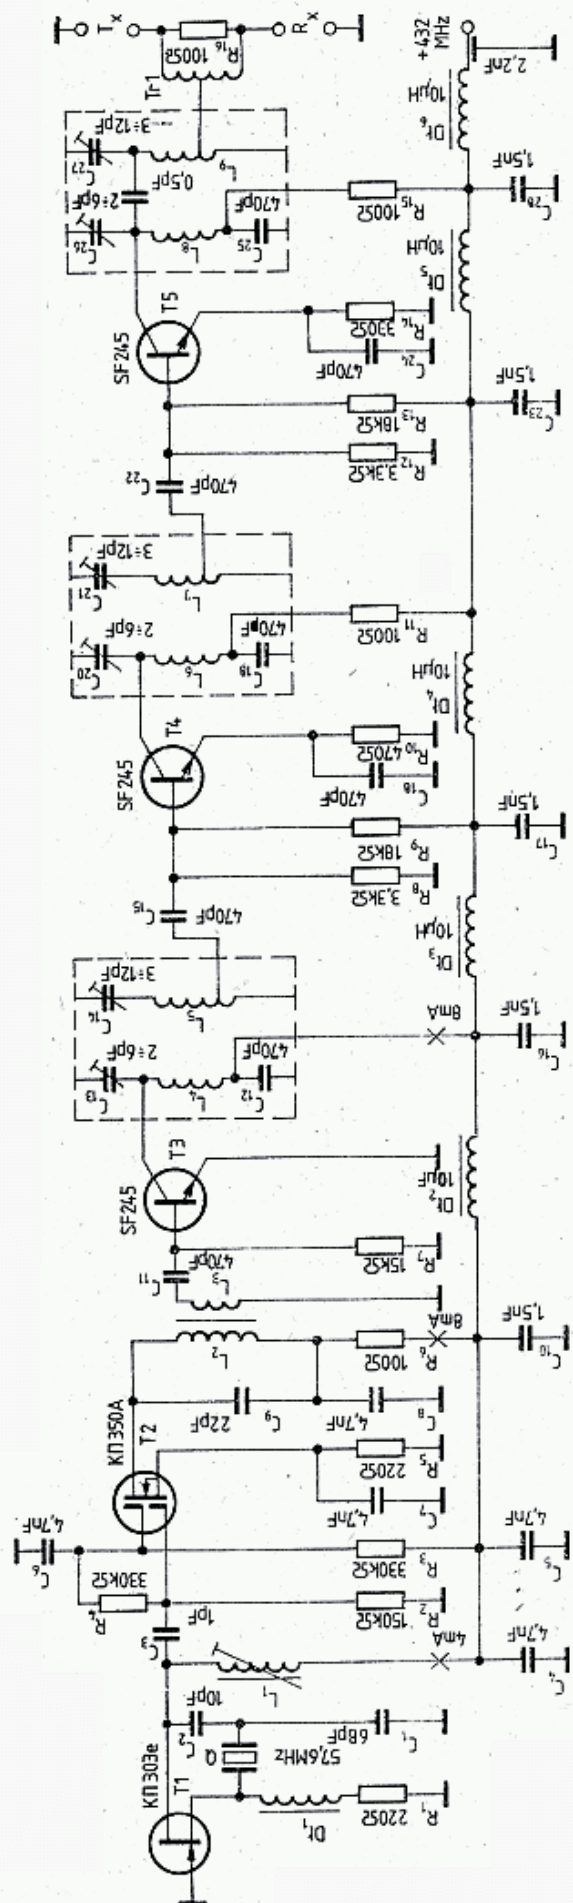 Tx
R16
100Ω
Rx
+432
MHz
2,2nF
Tr1
10μH
Dł6
3÷12pF
C27
L9
0,5pF
1,5nF
C28
2÷6pF
C26
L8
470pF
C25
R15
100Ω
10μH
Dł5
T5
SF245
R14
330Ω
C24
470pF
1,5nF
C23
R13
18kΩ
R12
3,3kΩ
C22
470pF
3÷12pF
C21
L7
2÷6pF
C20
L6
470pF
C19
R11
100Ω
10μH
Dł4
T4
SF245
R10
470Ω
C18
470pF
1,5nF
C17
R9
18kΩ
R8
3,3kΩ
C15
470pF
10μH
Dł3
3÷12pF
C14
L5
8mA
1,5nF
C16
2÷6pF
C13
L4
470pF
C12
T3
SF245
10μF
Dł2
R7
15kΩ
C11
470pF
L3
8mA
1,5nF
C10
L2
R6
100Ω
22pF
C9
4,7nF
C8
КП350А
T2
R5
220Ω
4,7nF
C7
4,7nF
C6
R3
330kΩ
4,7nF
C5
R4
330kΩ
R2
150kΩ
C3
1pF
4mA
4,7nF
C4
L1
10pF
C2
68pF
C1
Q
57,6MHz
КП303е
T1
Dł1
R1
220Ω